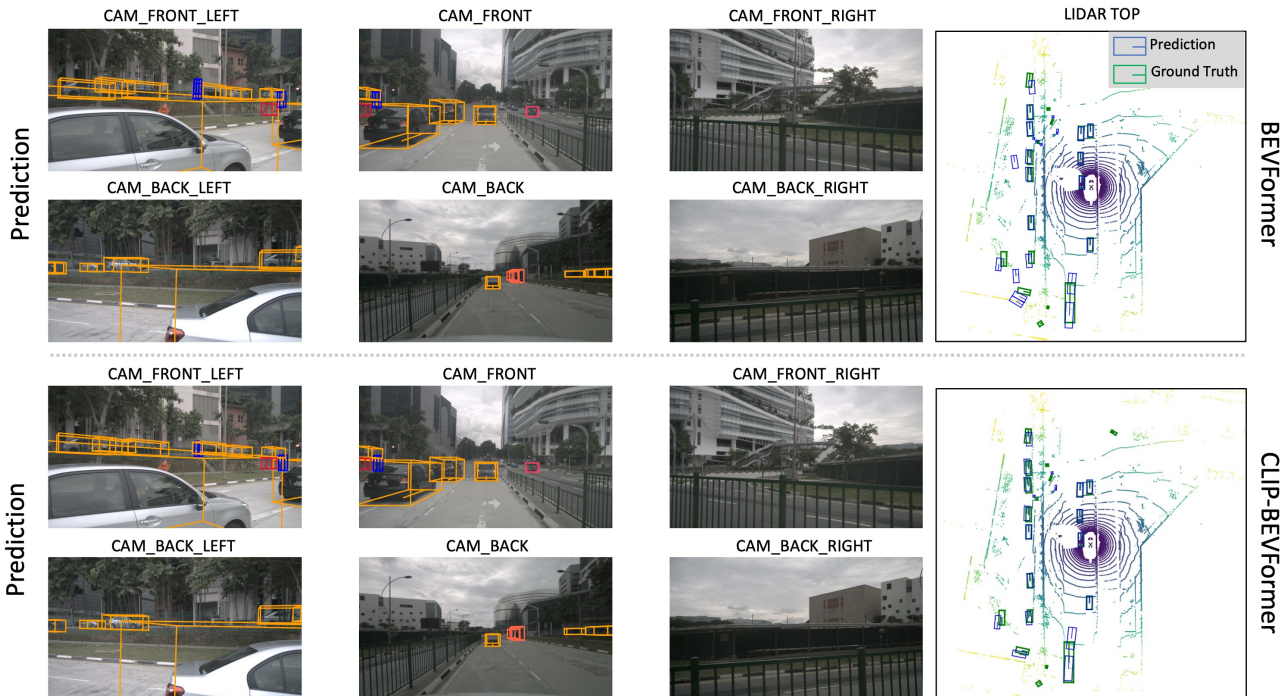 CAM_FRONT_LEFT
CAM_FRONT
CAM_FRONT_RIGHT
LIDAR TOP
Prediction
Ground Truth
Prediction
BEVFormer
CAM_BACK_LEFT
CAM_BACK
CAM_BACK_RIGHT
CAM_FRONT_LEFT
CAM_FRONT
CAM_FRONT_RIGHT
Prediction
CLIP-BEVFormer
CAM_BACK_LEFT
CAM_BACK
CAM_BACK_RIGHT